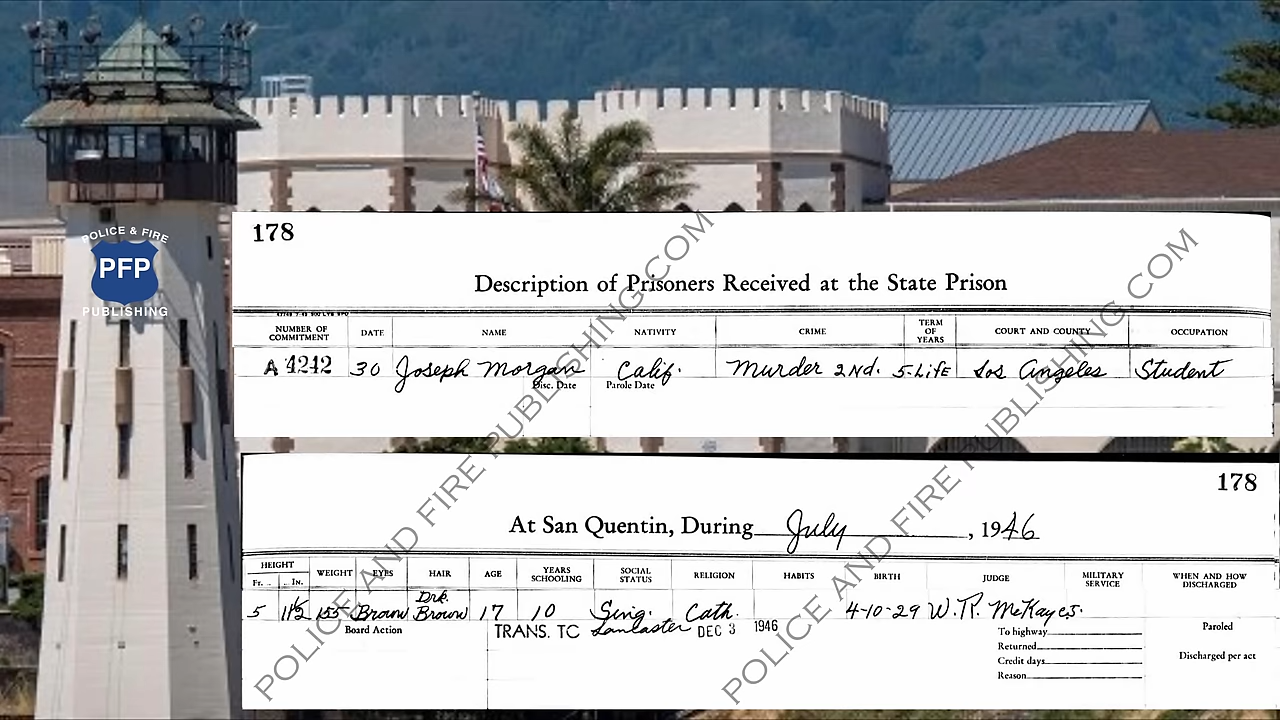 POLICE & FIRE
PFP
PUBLISHING
178
Description of Prisoners Received at the State Prison
NUMBER OF COMMITMENT DATE NAME NATIVITY CRIME TERM OF YEARS COURT AND COUNTY OCCUPATION
A 4242 30 Joseph Morgan Calif. Murder 2nd. 5-Life Los Angeles Student
Disc. Date Parole Date
178
At San Quentin, During July, 1946
HEIGHT Ft. In. WEIGHT EYES HAIR AGE YEARS SCHOOLING SOCIAL STATUS RELIGION HABITS BIRTH JUDGE MILITARY SERVICE WHEN AND HOW DISCHARGED
5 11½ 155 Brown Drk. Brown 17 10 Sing. Cath. 4-10-29 W.R. McKay
Board Action TRANS. TO Lancaster DEC 3 1946 To highway Paroled
Returned
Credit days Discharged per act
Reason
POLICE AND FIRE PUBLISHING.COM
POLICE AND FIRE PUBLISHING.COM